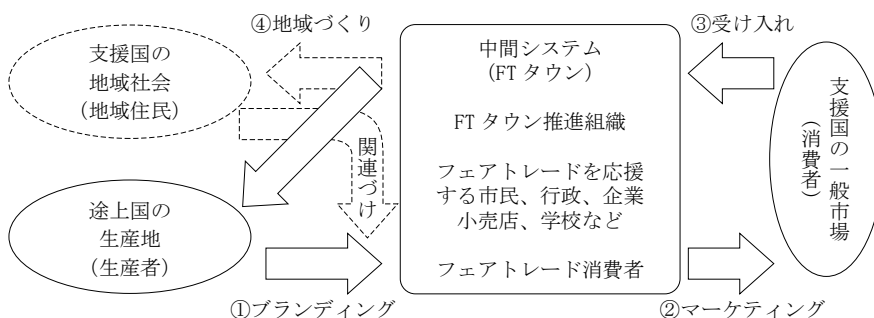 ④地域づくり
支援国の
地域社会
(地域住民)
途上国の
生産地
(生産者)
関連づけ
①ブランディング
中間システム
(FT タウン)
FT タウン推進組織
フェアトレードを応援
する市民、行政、企業
小売店、学校など
フェアトレード消費者
③受け入れ
支援国の一般市場
(消費者)
②マーケティング